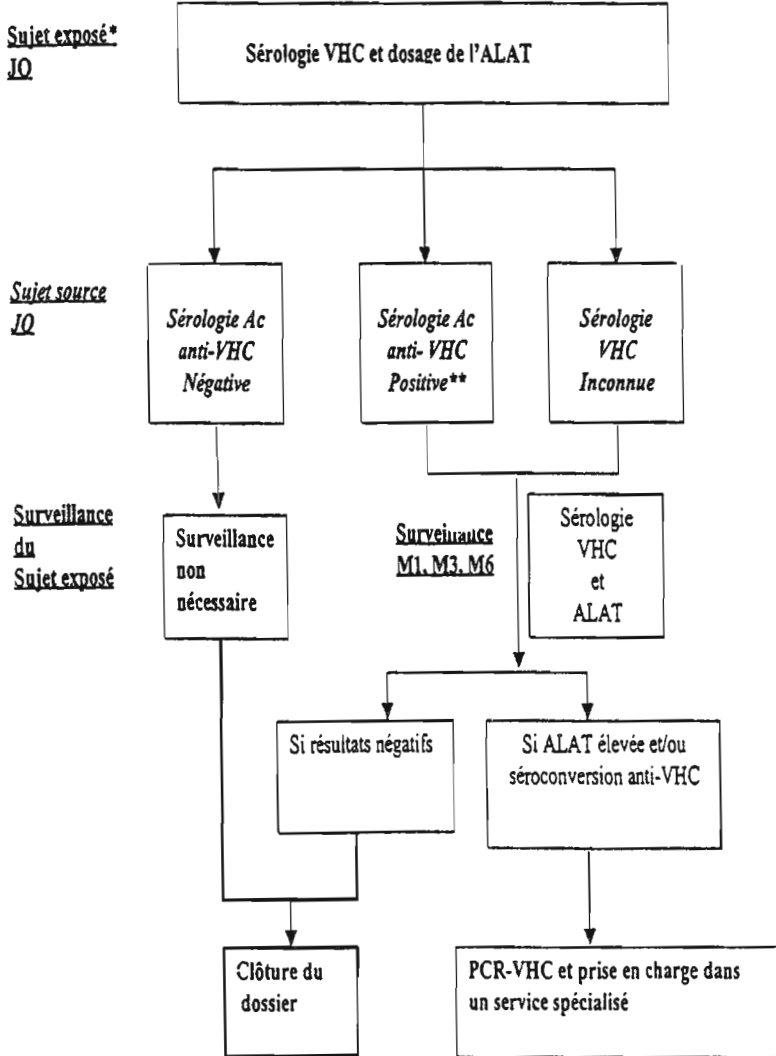 Sujet exposé*
JO
Sérologie VHC et dosage de l'ALAT
Sujet source
JO
Sérologie Ac
anti-VHC
Négative
Sérologie Ac
anti- VHC
Positive**
Sérologie
VHC
Inconnue
Surveillance
du
Sujet exposé
Surveillance
non
nécessaire
Surveillance
M1, M3, M6
Sérologie
VHC
et
ALAT
Si résultats négatifs
Si ALAT élevée et/ou
séroconversion anti-VHC
Clôture du
dossier
PCR-VHC et prise en charge dans
un service spécialisé